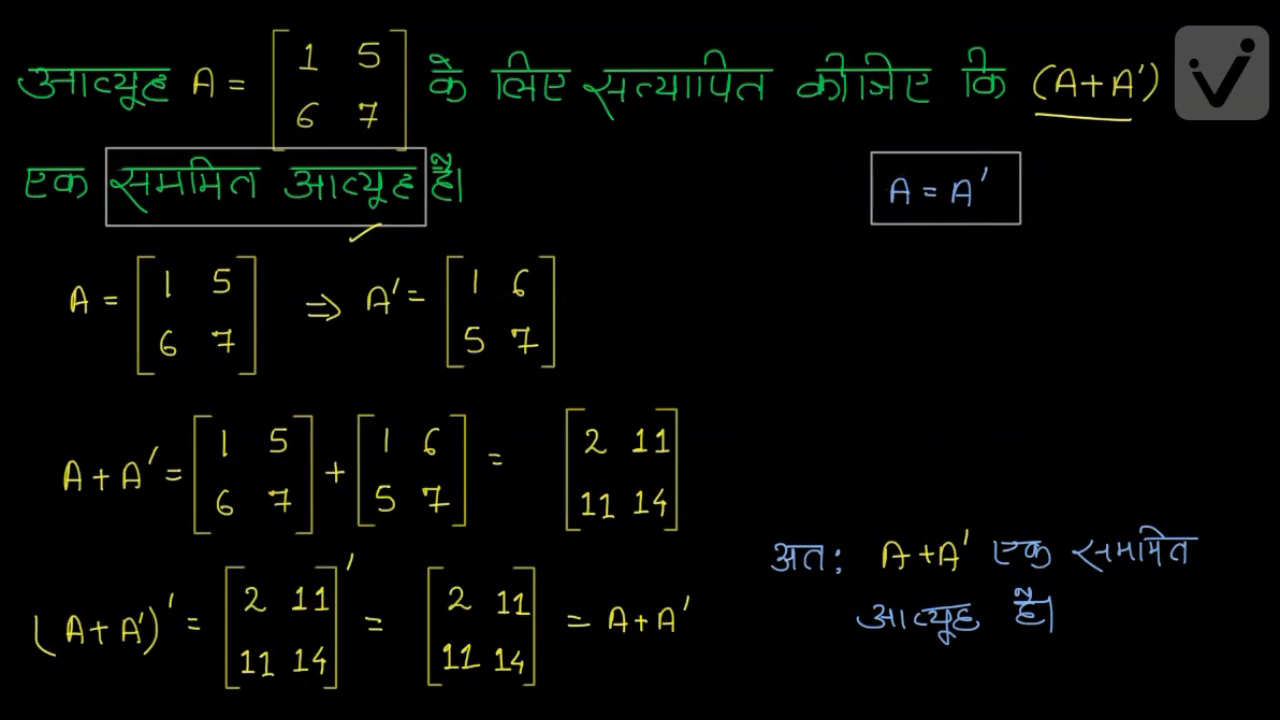 आव्यूह A = [1 5; 6 7] के लिए सत्यापित कीजिए कि (A+A')
एक सममित आव्यूह है।
A = A'
A = [1 5; 6 7] ⇒ A' = [1 6; 5 7]
A+A' = [1 5; 6 7] + [1 6; 5 7] = [2 11; 11 14]
(A+A')' = [2 11; 11 14]' = [2 11; 11 14] = A+A'
अत: A+A' एक सममित
आव्यूह है।